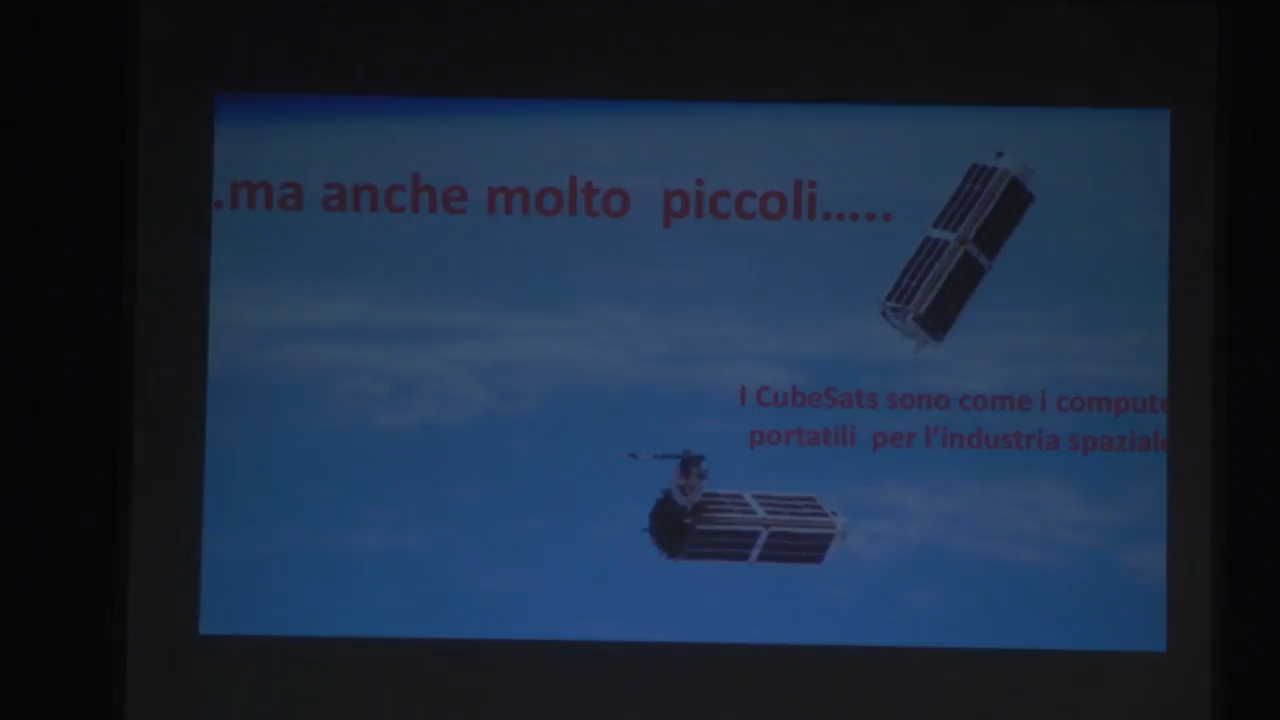 .ma anche molto piccoli.....
I CubeSats sono come i compute
portatili per l'industria spaziale